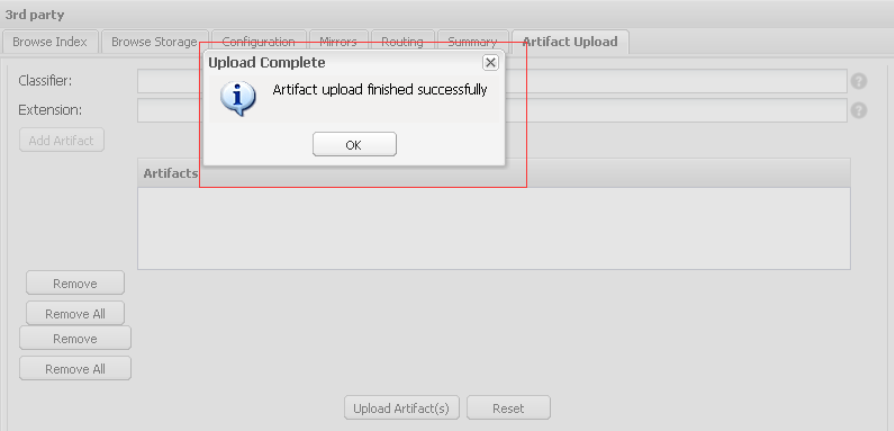 3rd party
Browse Index Browse Storage Configuration Mirrors Routing Summary Artifact Upload
Upload Complete
Classifier:
Artifact upload finished successfully
Extension:
Add Artifact
OK
Artifacts
Remove
Remove All
Remove
Remove All
Upload Artifact(s) Reset